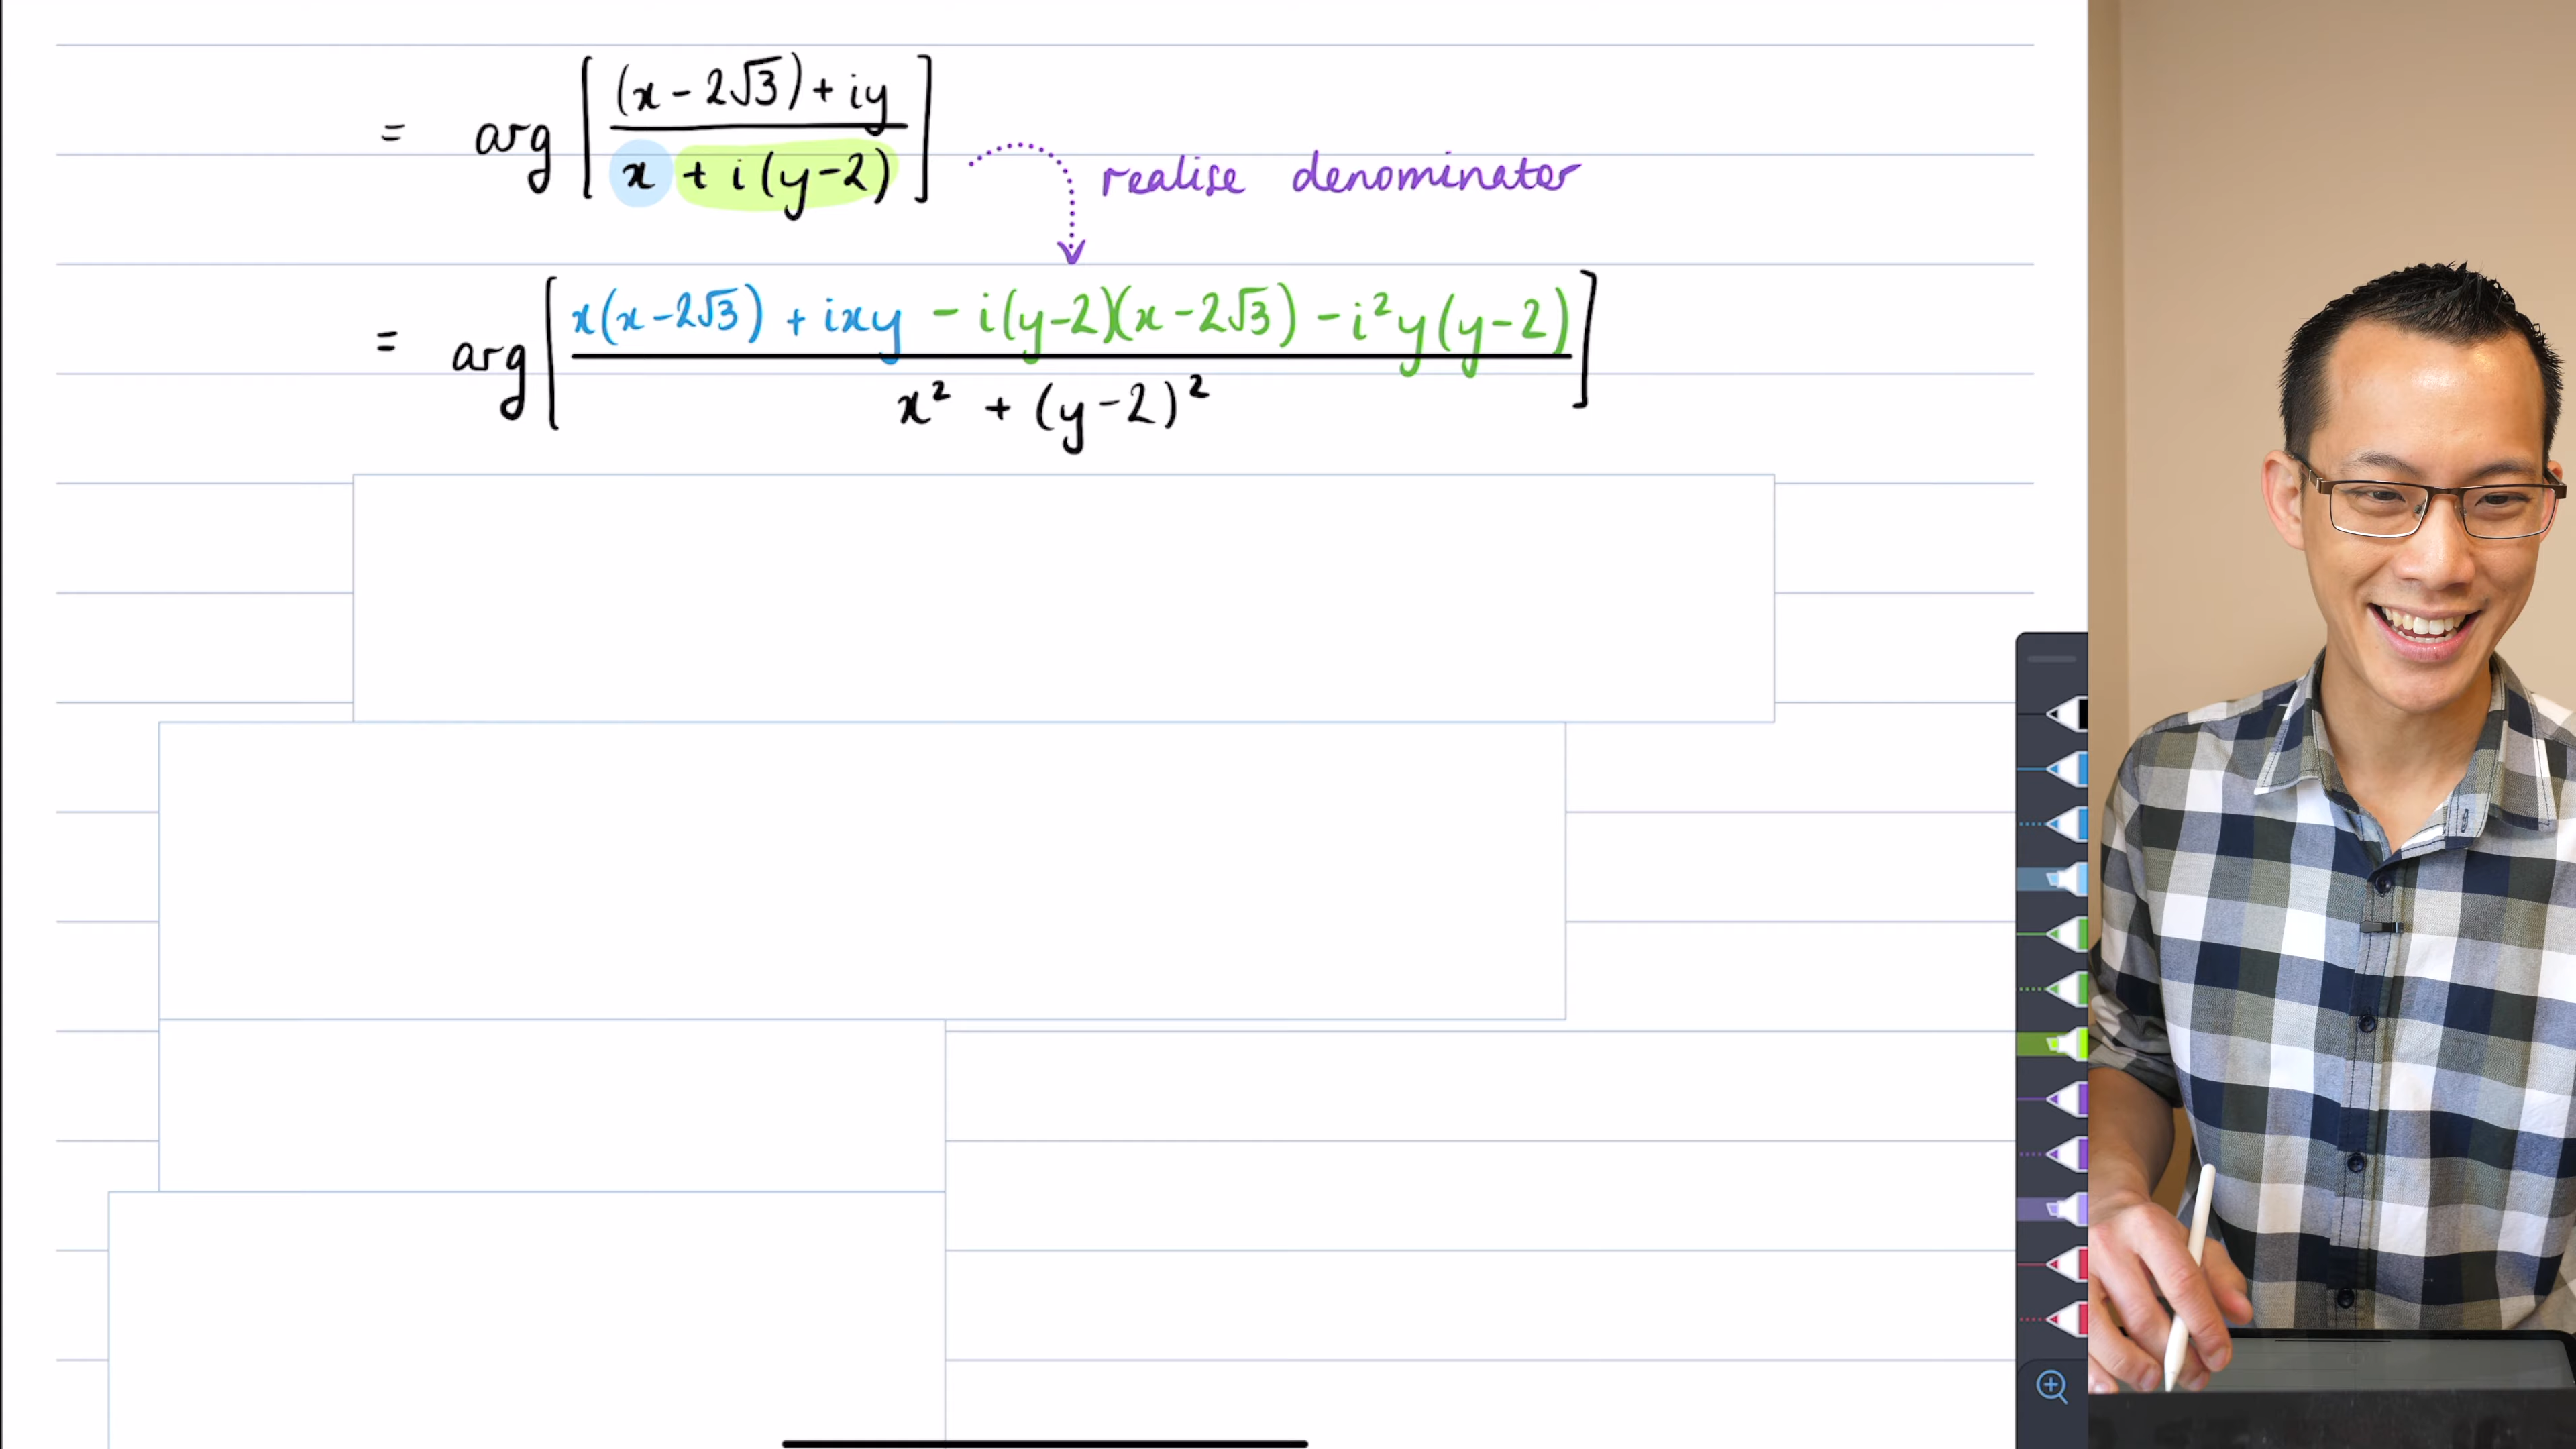 = arg [ (x - 2√3) + iy / x + i(y-2) ]
realise denominator
= arg [ x(x-2√3) + ixy - i(y-2)(x-2√3) - i²y(y-2) / x² + (y-2)² ]